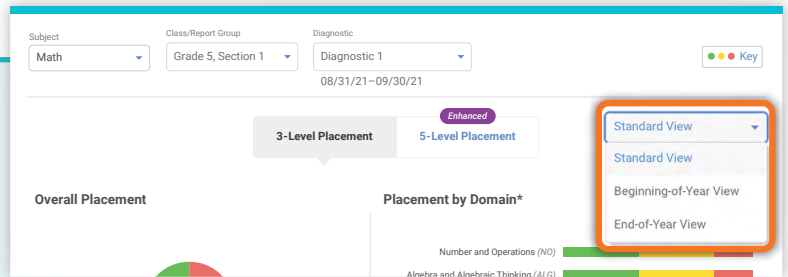 Subject
Class/Report Group
Diagnostic
Math
Grade 5, Section 1
Diagnostic 1
Key
08/31/21–09/30/21
Enhanced
3-Level Placement
5-Level Placement
Standard View
Standard View
Beginning-of-Year View
End-of-Year View
Overall Placement
Placement by Domain*
Number and Operations (NO)
Algebra and Algebraic Thinking (ALG)